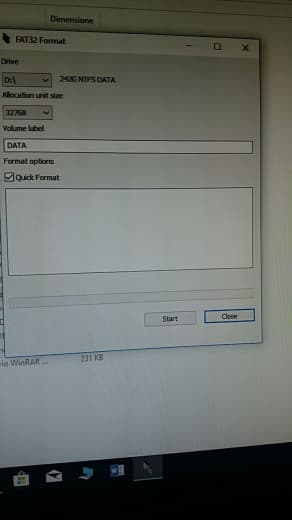 Dimensione
FAT32 Format
Drive
D:\ 242G NTFS DATA
Allocation unit size
32768
Volume label
DATA
Format options
Quick Format
Start Close
WinRAR ... 231 KB